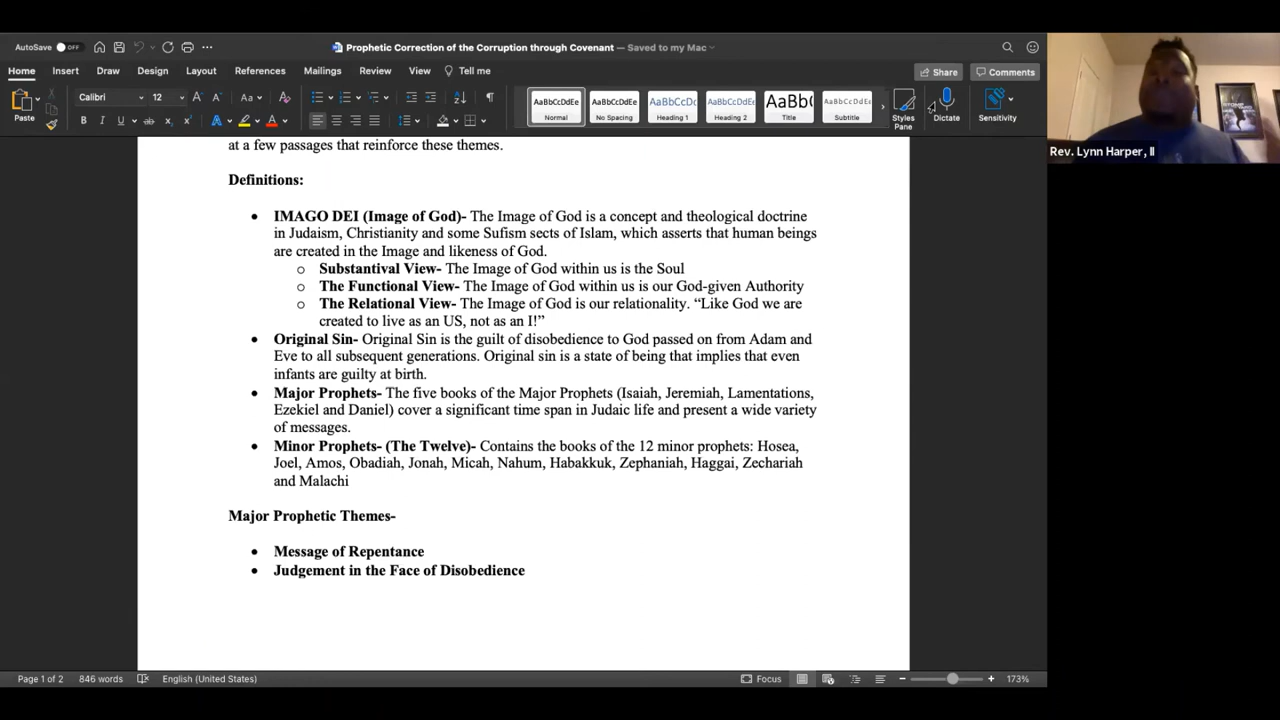 AutoSave OFF
Prophetic Correction of the Corruption through Covenant — Saved to my Mac
Home Insert Draw Design Layout References Mailings Review View Tell me
Share Comments
Paste
Calibri 12
AaBbCcDdEe AaBbCcDdEe AaBbCcDc AaBbCcDdEe AaBb( AaBbCcDdEe
Normal No Spacing Heading 1 Heading 2 Title Subtitle
Styles Pane
Dictate
Sensitivity
Rev. Lynn Harper, II
at a few passages that reinforce these themes.
Definitions:
• IMAGO DEI (Image of God)- The Image of God is a concept and theological doctrine
in Judaism, Christianity and some Sufism sects of Islam, which asserts that human beings
are created in the Image and likeness of God.
o Substantival View- The Image of God within us is the Soul
o The Functional View- The Image of God within us is our God-given Authority
o The Relational View- The Image of God is our relationality. “Like God we are
created to live as an US, not as an I!”
• Original Sin- Original Sin is the guilt of disobedience to God passed on from Adam and
Eve to all subsequent generations. Original sin is a state of being that implies that even
infants are guilty at birth.
• Major Prophets- The five books of the Major Prophets (Isaiah, Jeremiah, Lamentations,
Ezekiel and Daniel) cover a significant time span in Judaic life and present a wide variety
of messages.
• Minor Prophets- (The Twelve)- Contains the books of the 12 minor prophets: Hosea,
Joel, Amos, Obadiah, Jonah, Micah, Nahum, Habakkuk, Zephaniah, Haggai, Zechariah
and Malachi
Major Prophetic Themes-
• Message of Repentance
• Judgement in the Face of Disobedience
Page 1 of 2 846 words English (United States) Focus 173%